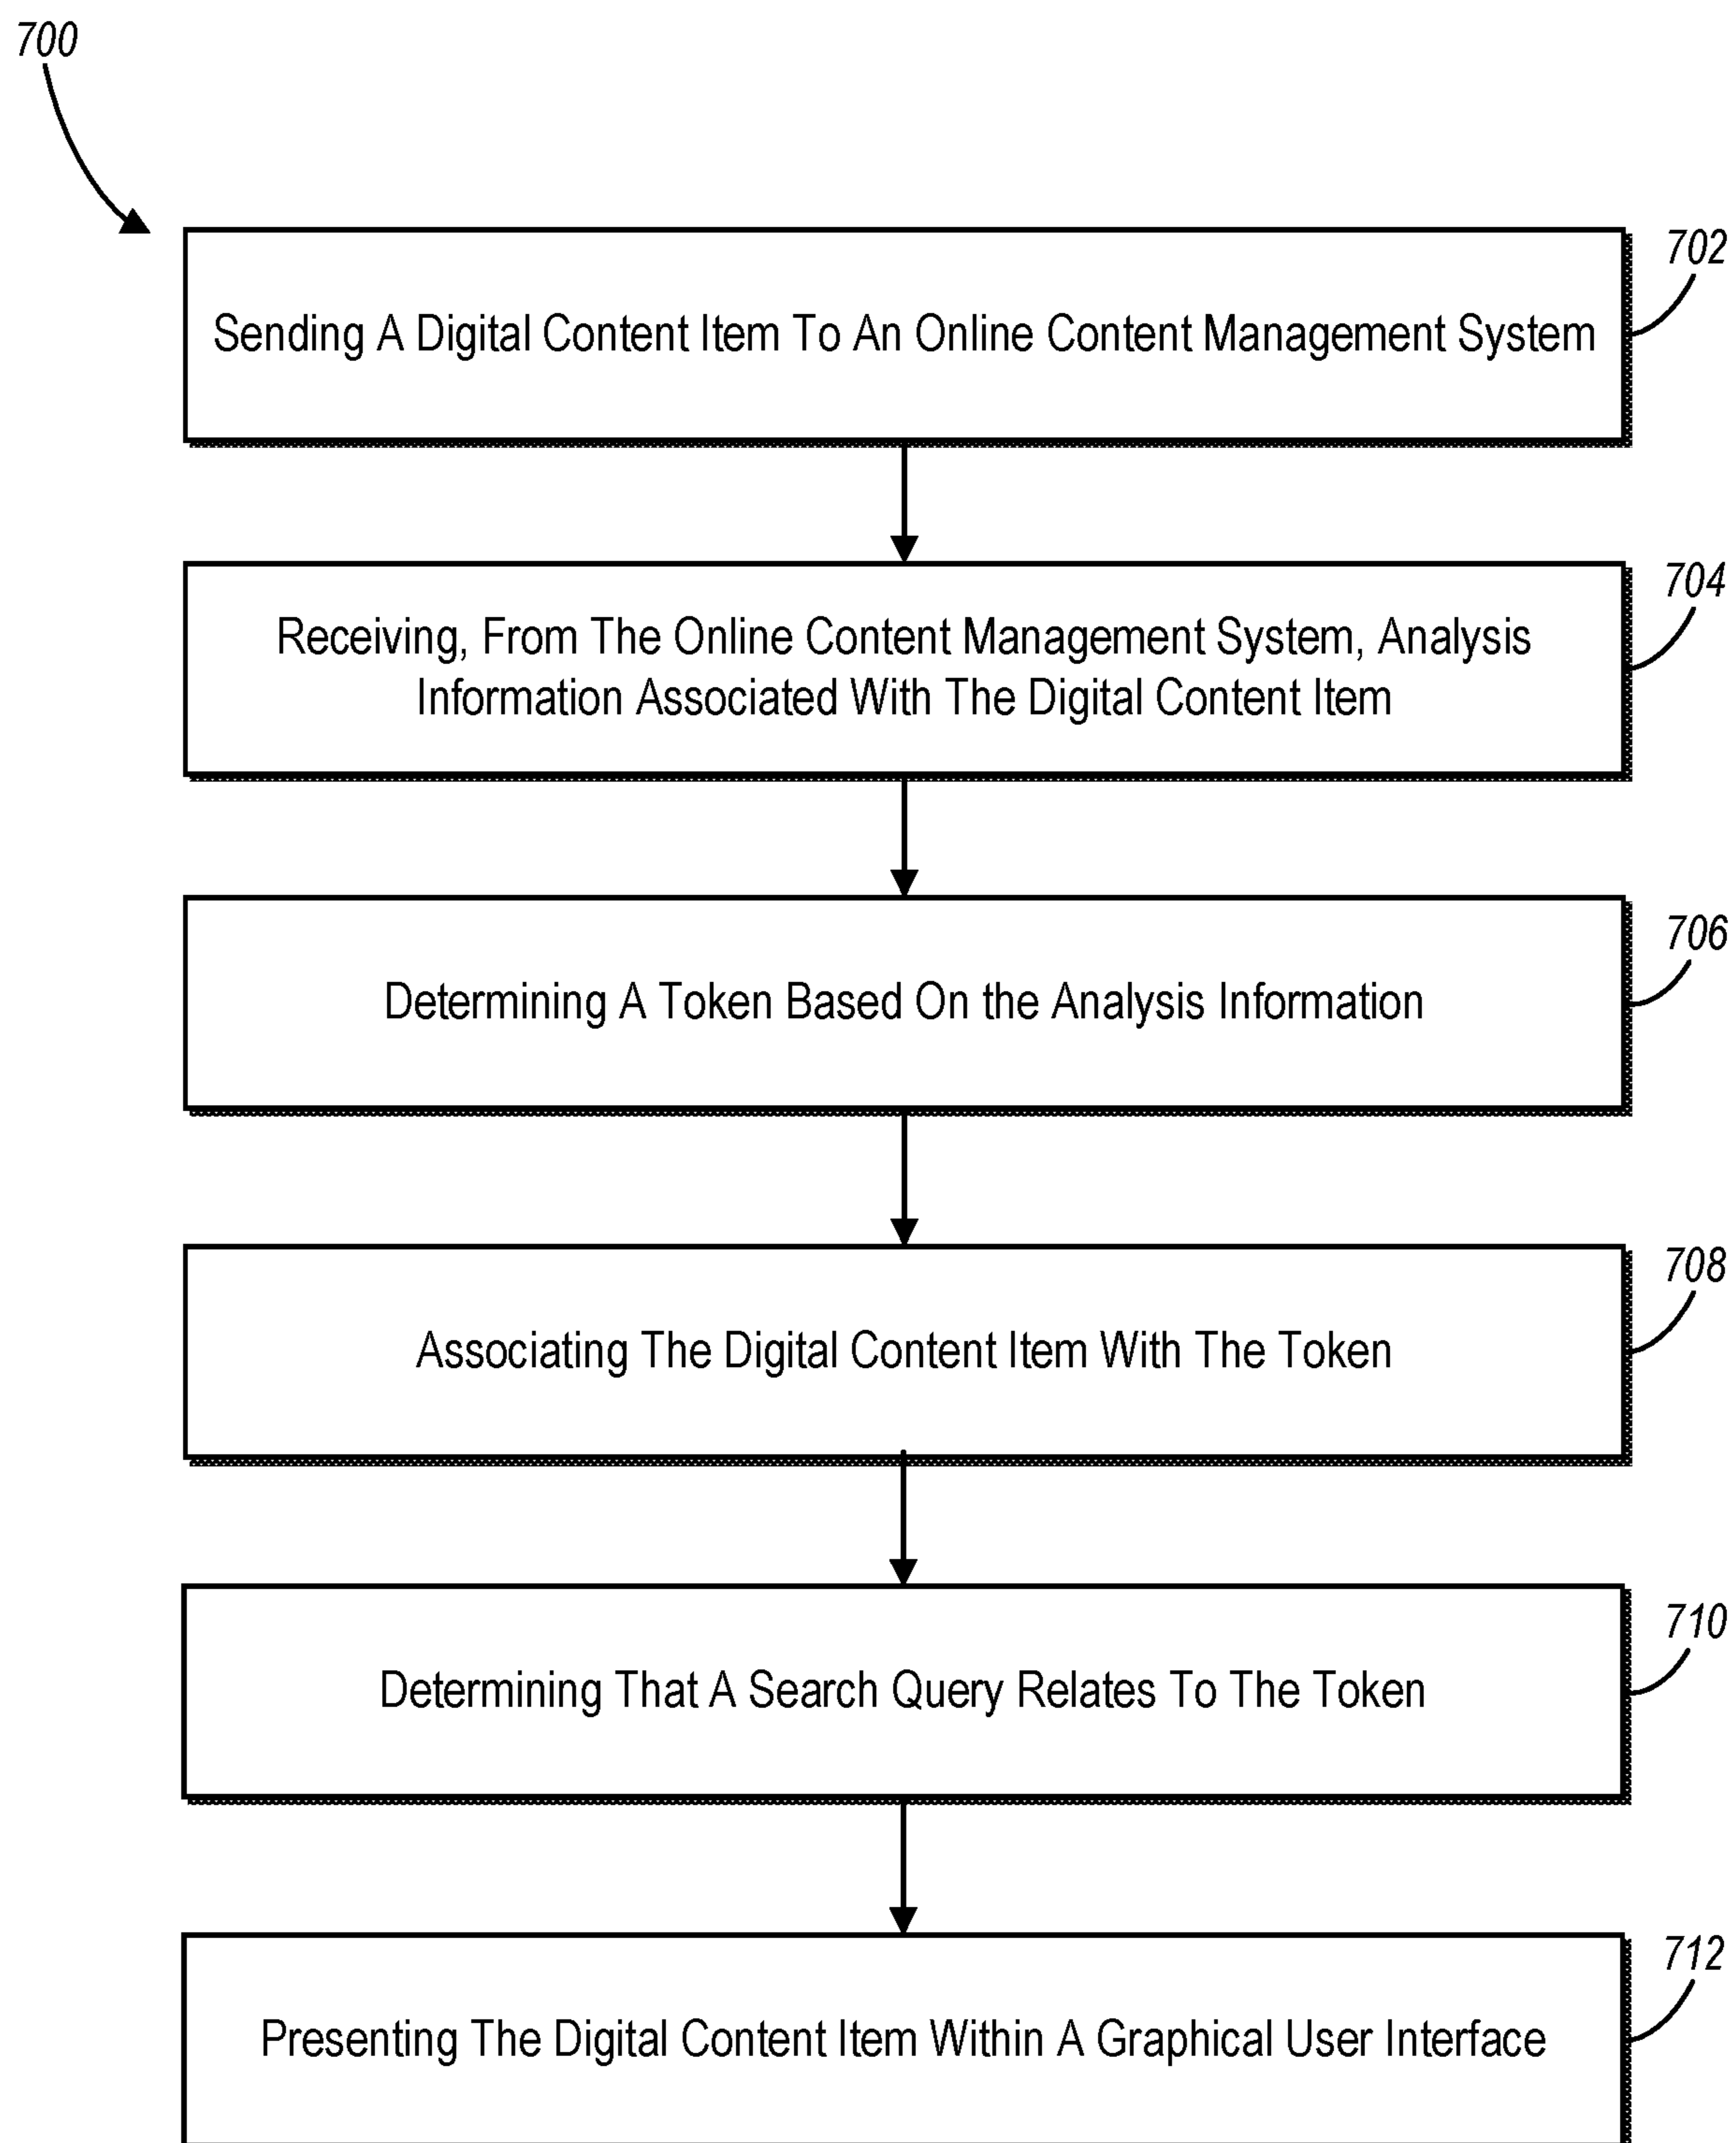 700
702
Sending A Digital Content Item To An Online Content Management System
704
Receiving, From The Online Content Management System, Analysis
Information Associated With The Digital Content Item
706
Determining A Token Based On the Analysis Information
708
Associating The Digital Content Item With The Token
710
Determining That A Search Query Relates To The Token
712
Presenting The Digital Content Item Within A Graphical User Interface